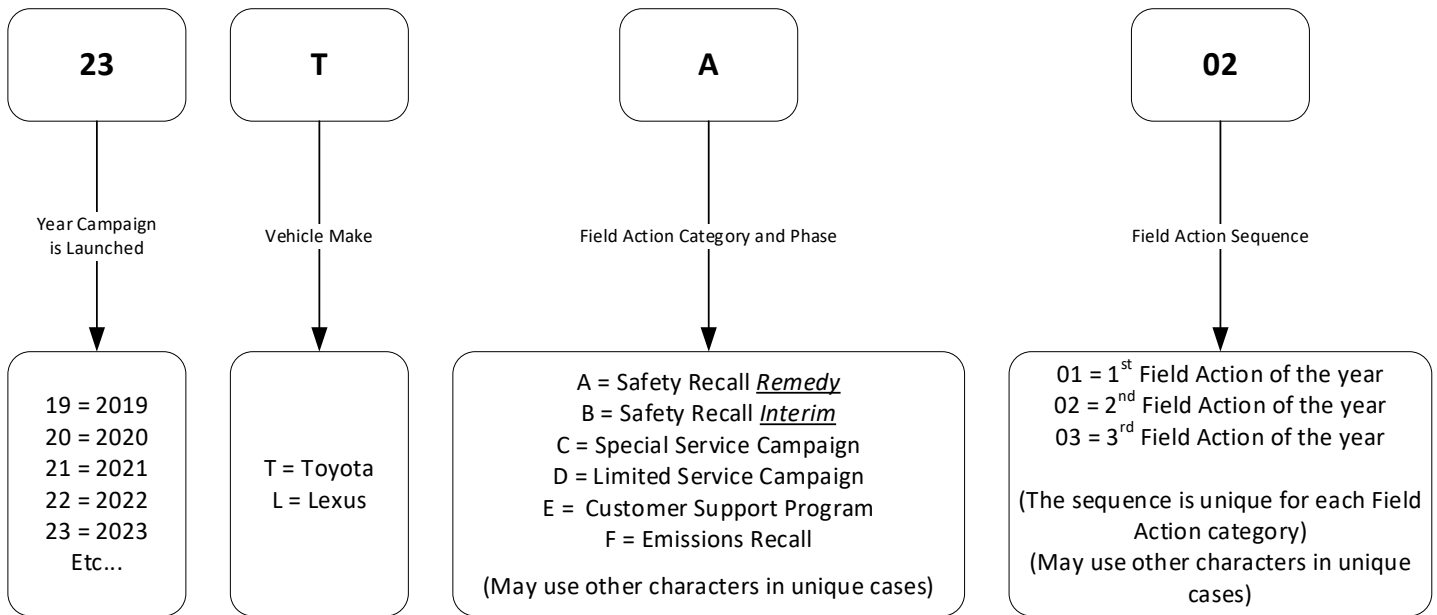 23
T
A
02
Year Campaign
is Launched
Vehicle Make
Field Action Category and Phase
Field Action Sequence
19 = 2019
20 = 2020
21 = 2021
22 = 2022
23 = 2023
Etc...
T = Toyota
L = Lexus
A = Safety Recall Remedy
B = Safety Recall Interim
C = Special Service Campaign
D = Limited Service Campaign
E = Customer Support Program
F = Emissions Recall
(May use other characters in unique cases)
01 = 1st Field Action of the year
02 = 2nd Field Action of the year
03 = 3rd Field Action of the year
(The sequence is unique for each Field
Action category)
(May use other characters in unique
cases)